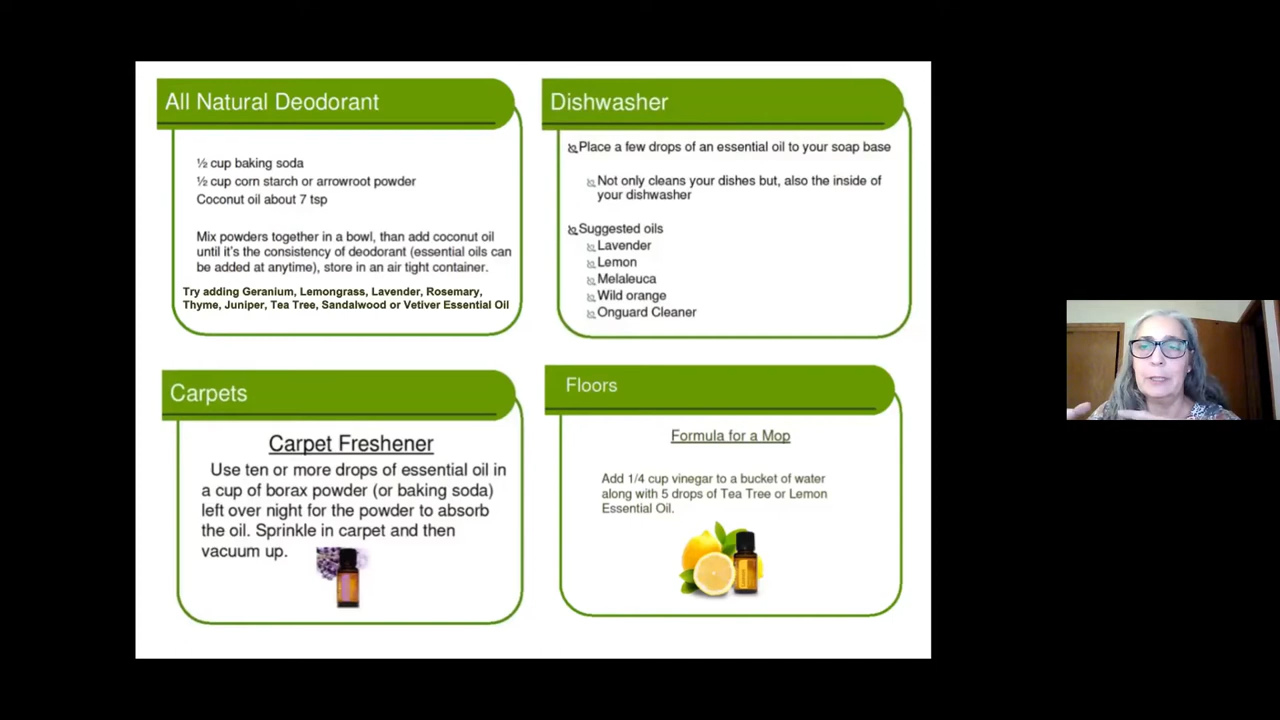 All Natural Deodorant
½ cup baking soda
½ cup corn starch or arrowroot powder
Coconut oil about 7 tsp
Mix powders together in a bowl, than add coconut oil
until it's the consistency of deodorant (essential oils can
be added at anytime), store in an air tight container.
Try adding Geranium, Lemongrass, Lavender, Rosemary,
Thyme, Juniper, Tea Tree, Sandalwood or Vetiver Essential Oil
Dishwasher
Place a few drops of an essential oil to your soap base
Not only cleans your dishes but, also the inside of
your dishwasher
Suggested oils
Lavender
Lemon
Melaleuca
Wild orange
Onguard Cleaner
Carpets
Carpet Freshener
Use ten or more drops of essential oil in
a cup of borax powder (or baking soda)
left over night for the powder to absorb
the oil. Sprinkle in carpet and then
vacuum up.
Floors
Formula for a Mop
Add 1/4 cup vinegar to a bucket of water
along with 5 drops of Tea Tree or Lemon
Essential Oil.